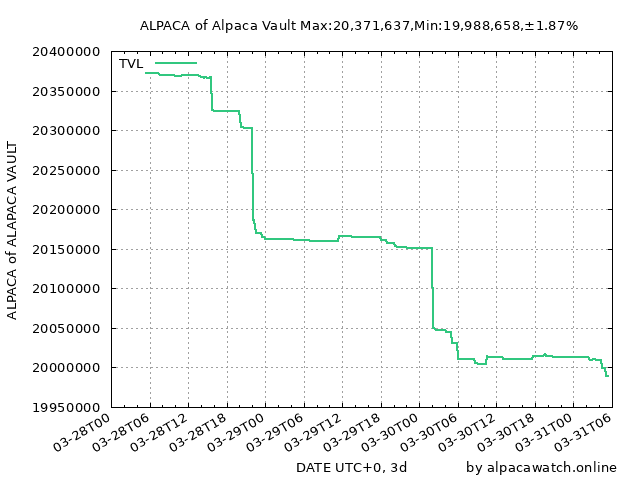 ALPACA of Alpaca Vault Max:20,371,637,Min:19,988,658,±1.87%
TVL
20400000
20350000
20300000
20250000
20200000
20150000
20100000
20050000
20000000
19950000
ALPACA of ALAPACA VAULT
03-28T00
03-28T06
03-28T12
03-28T18
03-29T00
03-29T06
03-29T12
03-29T18
03-30T00
03-30T06
03-30T12
03-30T18
03-31T00
03-31T06
DATE UTC+0, 3d
by alpacawatch.online